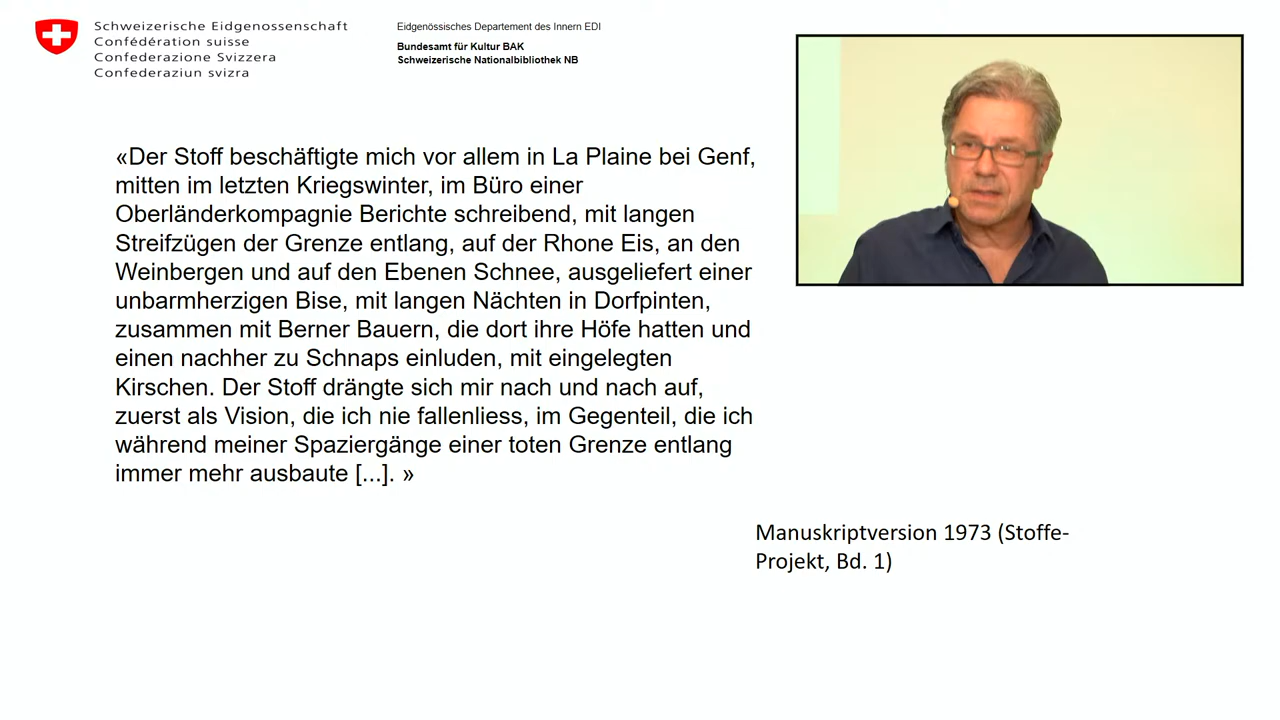 Schweizerische Eidgenossenschaft
Confédération suisse
Confederazione Svizzera
Confederaziun svizra
Eidgenössisches Departement des Innern EDI
Bundesamt für Kultur BAK
Schweizerische Nationalbibliothek NB
«Der Stoff beschäftigte mich vor allem in La Plaine bei Genf,
mitten im letzten Kriegswinter, im Büro einer
Oberländerkompagnie Berichte schreibend, mit langen
Streifzügen der Grenze entlang, auf der Rhone Eis, an den
Weinbergen und auf den Ebenen Schnee, ausgeliefert einer
unbarmherzigen Bise, mit langen Nächten in Dorfpinten,
zusammen mit Berner Bauern, die dort ihre Höfe hatten und
einen nachher zu Schnaps einluden, mit eingelegten
Kirschen. Der Stoff drängte sich mir nach und nach auf,
zuerst als Vision, die ich nie fallenliess, im Gegenteil, die ich
während meiner Spaziergänge einer toten Grenze entlang
immer mehr ausbaute [...]. »
Manuskriptversion 1973 (Stoffe-
Projekt, Bd. 1)